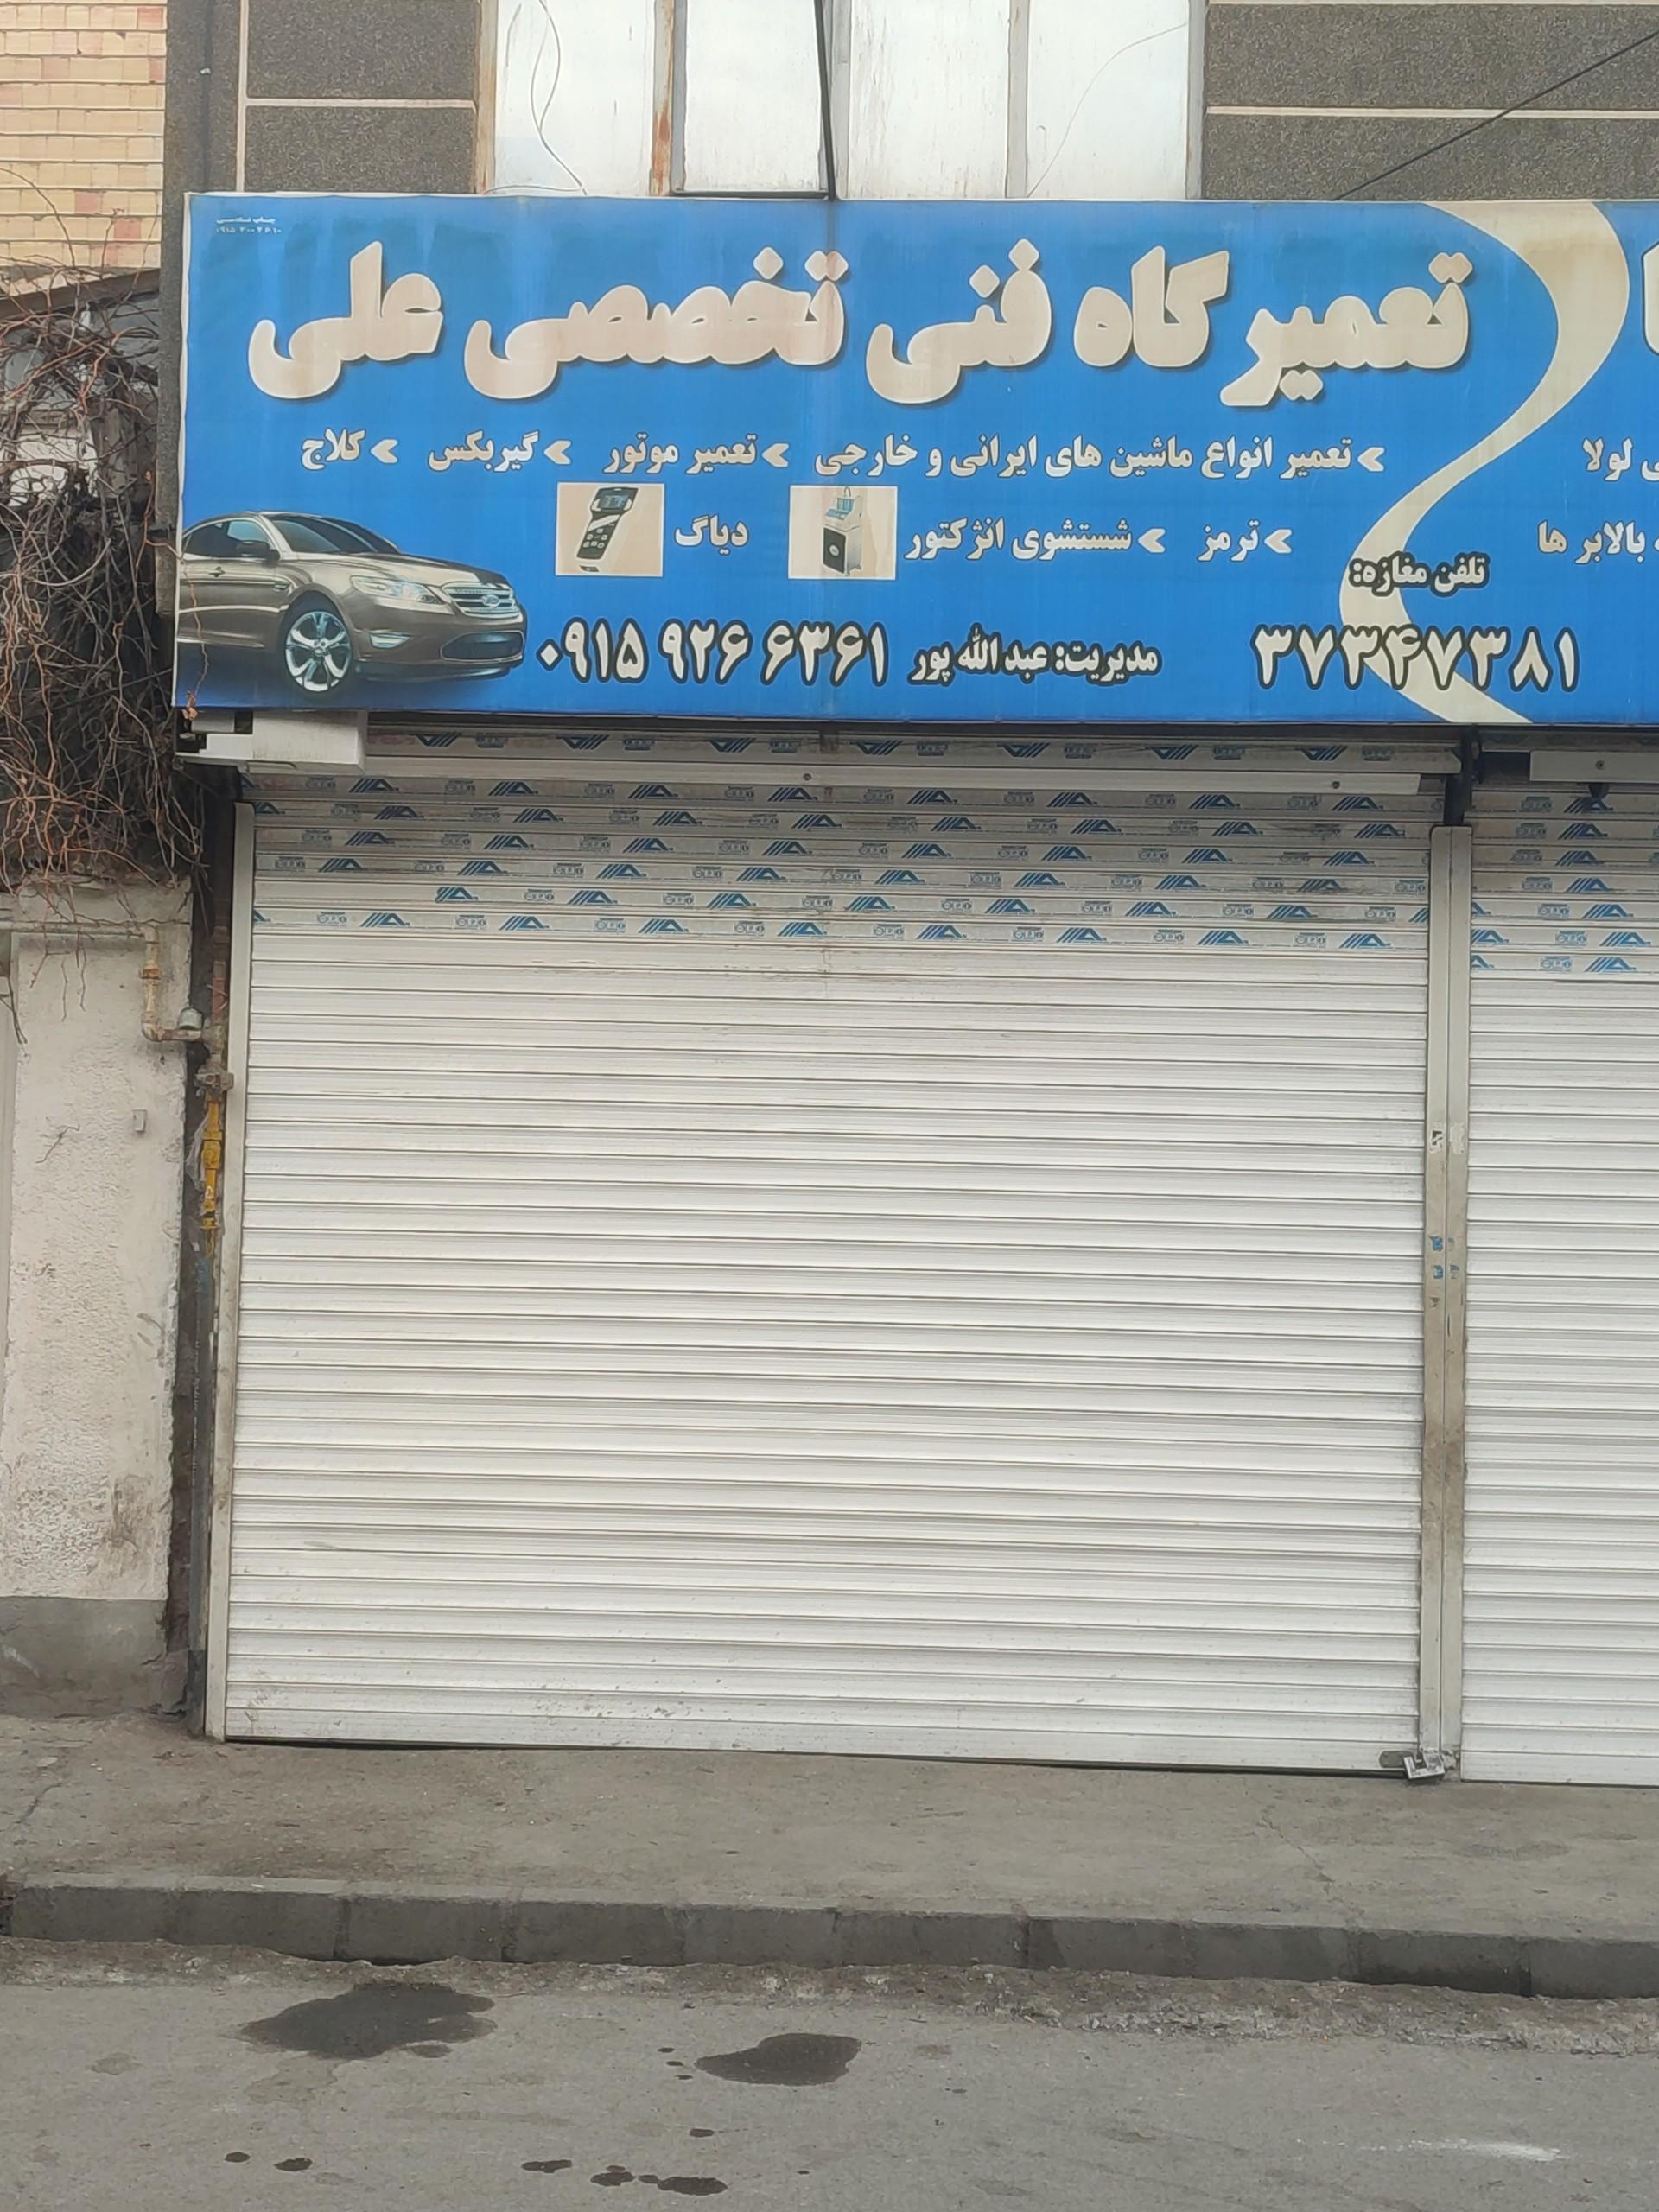 تعمیرگاه فنی تخصصی علی
تعمیر انواع ماشین های ایرانی و خارجی تعمیر موتور گیربکس کلاج
ترمز شستشوی انژکتور دیاگ
لولا
بالابر ها
تلفن مغازه:
۳۷۳۴۷۳۸۱
مدیریت: عبدالله پور ۰۹۱۵ ۹۲۶ ۶۳۶۱